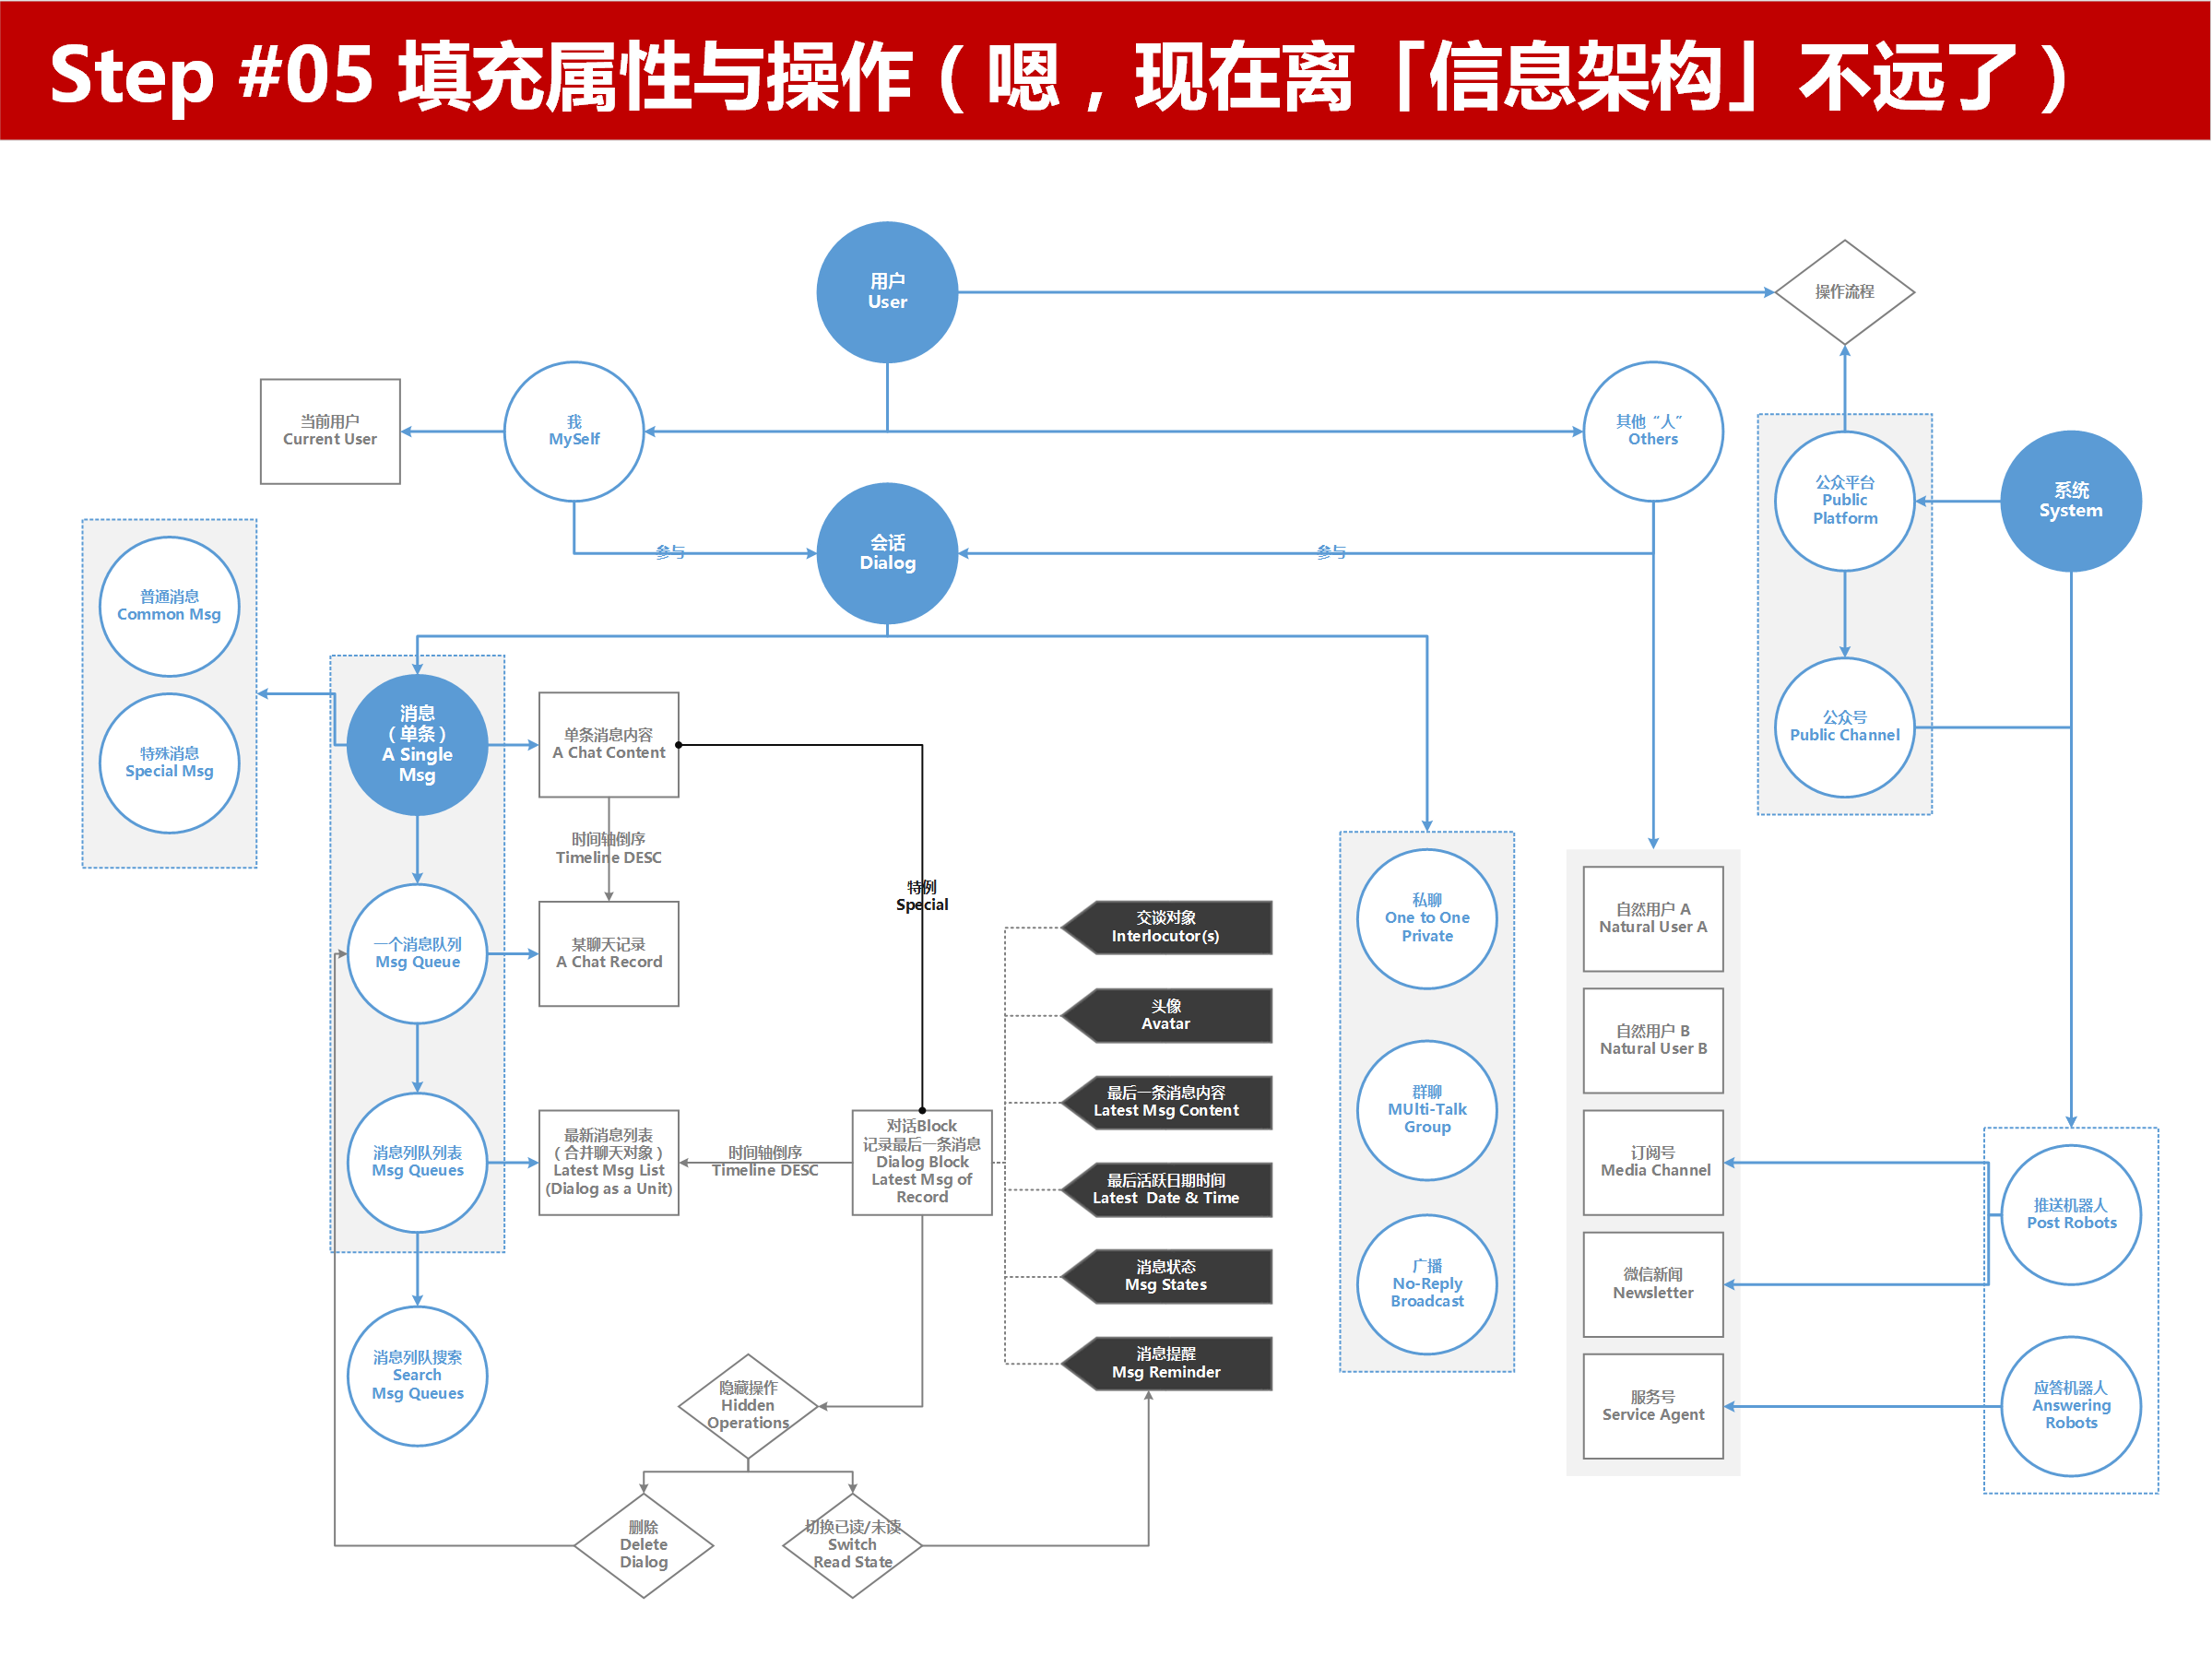 Step #05 填充属性与操作（嗯，现在离「信息架构」不远了）
用户
User
操作流程
当前用户
Current User
我
MySelf
其他“人”
Others
公众平台
Public
Platform
系统
System
会话
Dialog
参与
参与
普通消息
Common Msg
特殊消息
Special Msg
消息
（单条）
A Single
Msg
单条消息内容
A Chat Content
公众号
Public Channel
时间轴倒序
Timeline DESC
特例
Special
一个消息队列
Msg Queue
某聊天记录
A Chat Record
交谈对象
Interlocutor(s)
头像
Avatar
最后一条消息内容
Latest Msg Content
最后活跃日期时间
Latest Date & Time
消息状态
Msg States
消息提醒
Msg Reminder
私聊
One to One
Private
群聊
MUlti-Talk
Group
广播
No-Reply
Broadcast
自然用户 A
Natural User A
自然用户 B
Natural User B
订阅号
Media Channel
微信新闻
Newsletter
服务号
Service Agent
推送机器人
Post Robots
应答机器人
Answering
Robots
消息列队列表
Msg Queues
最新消息列表
（合并聊天对象）
Latest Msg List
(Dialog as a Unit)
时间轴倒序
Timeline DESC
对话Block
记录最后一条消息
Dialog Block
Latest Msg of
Record
消息列队搜索
Search
Msg Queues
隐藏操作
Hidden
Operations
删除
Delete
Dialog
切换已读/未读
Switch
Read State